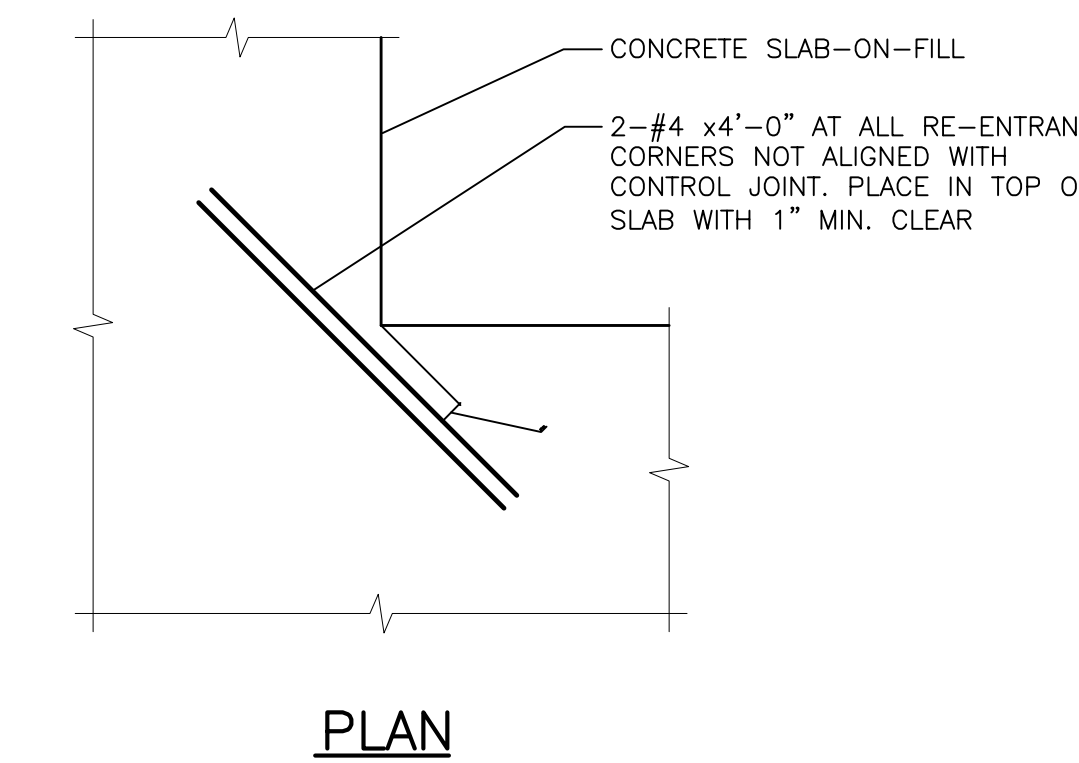 CONCRETE SLAB-ON-FILL
2-#4 x4'-0" AT ALL RE-ENTRAN
CORNERS NOT ALIGNED WITH
CONTROL JOINT. PLACE IN TOP O
SLAB WITH 1" MIN. CLEAR
PLAN